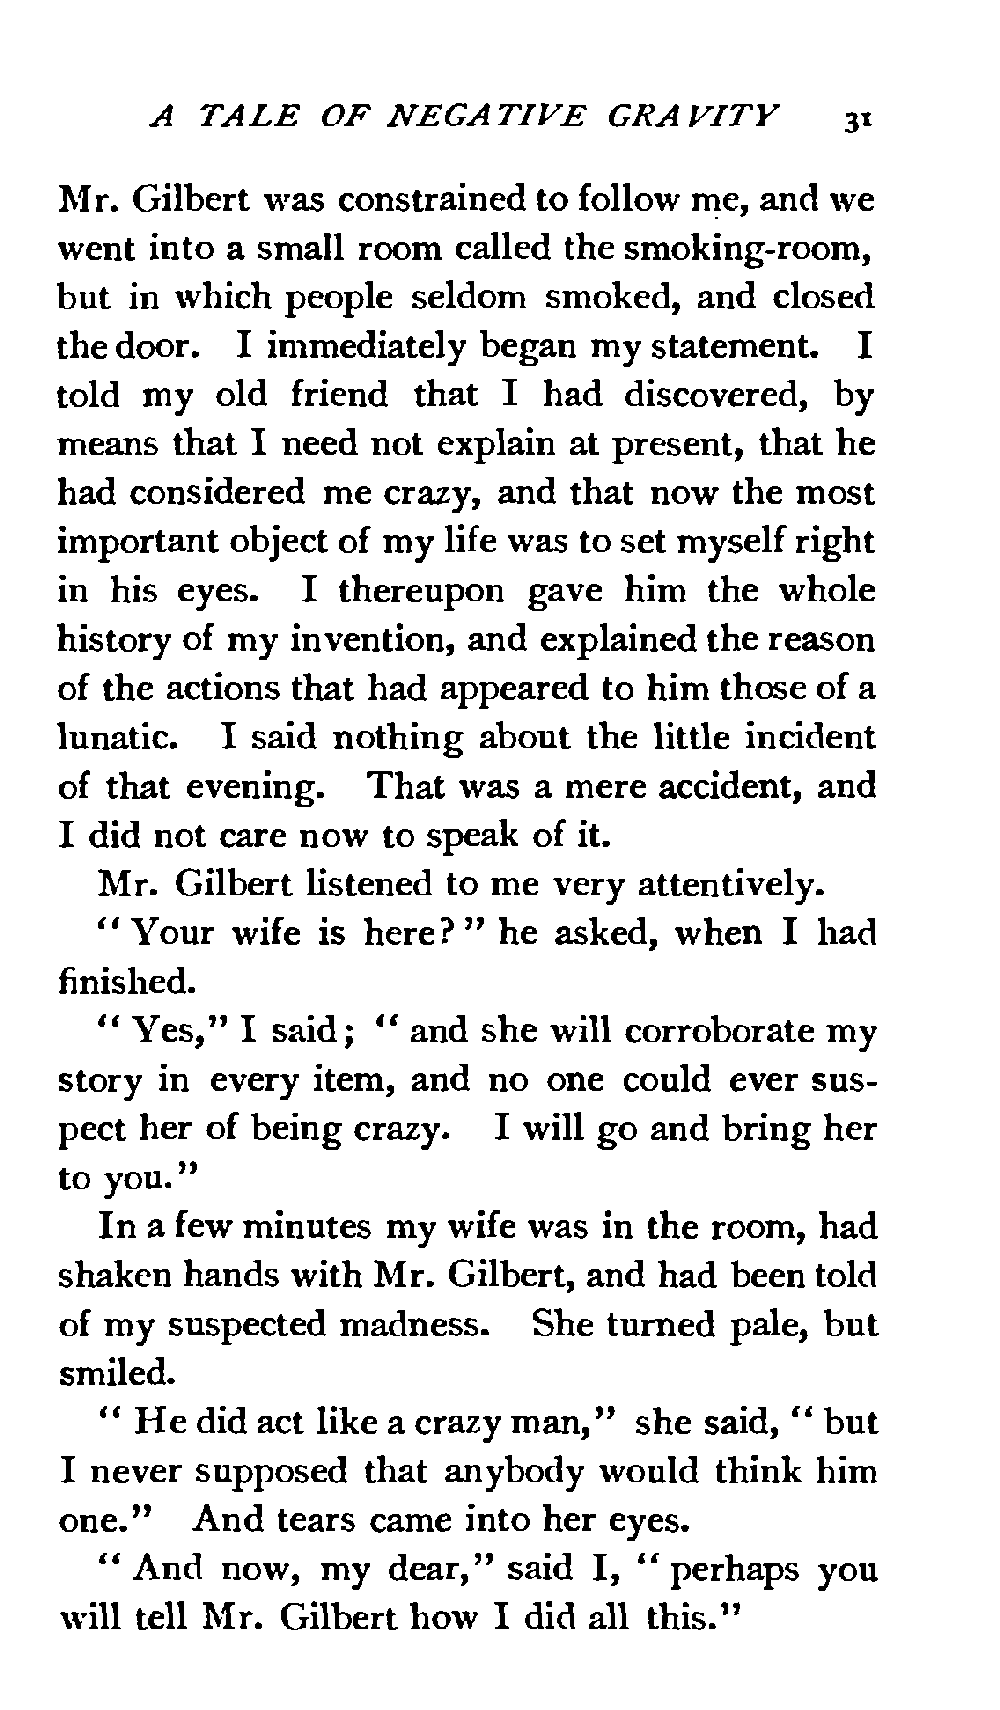 A TALE OF NEGATIVE GRAVITY 31
Mr. Gilbert was constrained to follow me, and we
went into a small room called the smoking-room,
but in which people seldom smoked, and closed
the door. I immediately began my statement. I
told my old friend that I had discovered, by
means that I need not explain at present, that he
had considered me crazy, and that now the most
important object of my life was to set myself right
in his eyes. I thereupon gave him the whole
history of my invention, and explained the reason
of the actions that had appeared to him those of a
lunatic. I said nothing about the little incident
of that evening. That was a mere accident, and
I did not care now to speak of it.
Mr. Gilbert listened to me very attentively.
“Your wife is here?” he asked, when I had
finished.
“Yes,” I said; “and she will corroborate my
story in every item, and no one could ever sus-
pect her of being crazy. I will go and bring her
to you.”
In a few minutes my wife was in the room, had
shaken hands with Mr. Gilbert, and had been told
of my suspected madness. She turned pale, but
smiled.
“He did act like a crazy man,” she said, “but
I never supposed that anybody would think him
one.” And tears came into her eyes.
“And now, my dear,” said I, “perhaps you
will tell Mr. Gilbert how I did all this.”